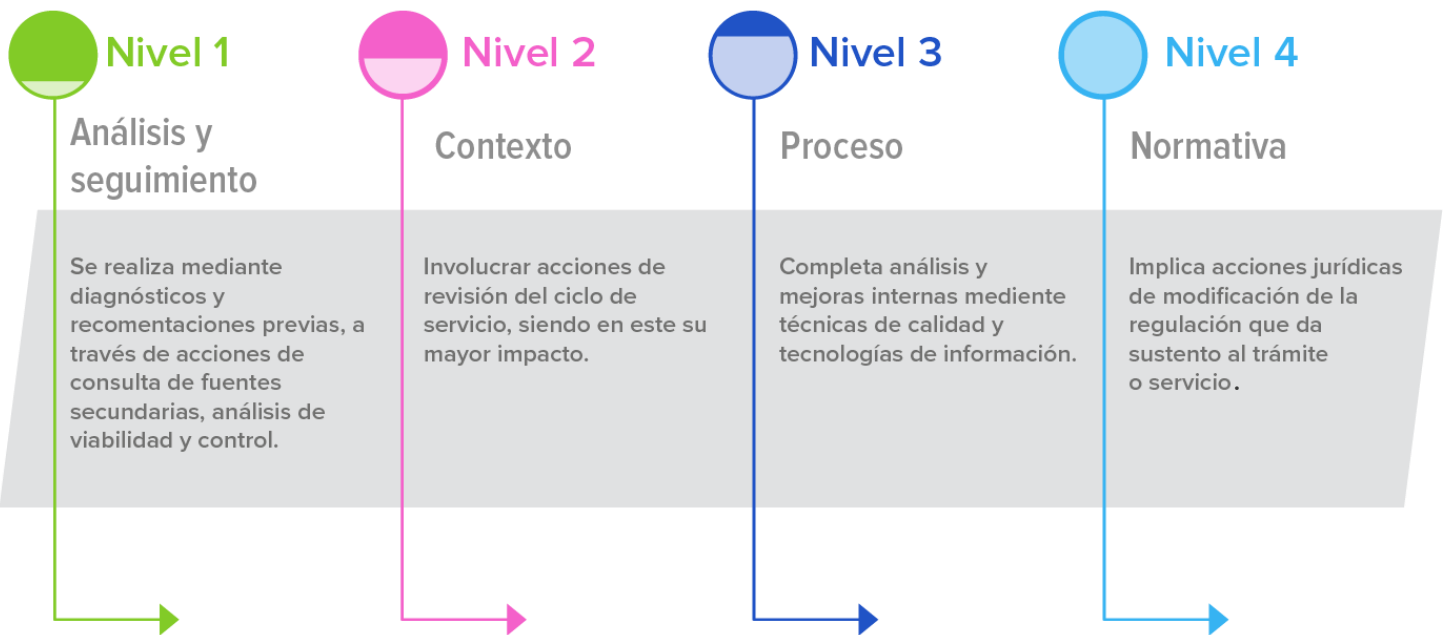 Nivel 1
Análisis y
seguimiento
Se realiza mediante
diagnósticos y
recomentaciones previas, a
través de acciones de
consulta de fuentes
secundarias, análisis de
viabilidad y control.
Nivel 2
Contexto
Involucrar acciones de
revisión del ciclo de
servicio, siendo en este su
mayor impacto.
Nivel 3
Proceso
Completa análisis y
mejoras internas mediente
técnicas de calidad y
tecnologías de información.
Nivel 4
Normativa
Implica acciones jurídicas
de modificación de la
regulación que da
sustento al trámite
o servicio.